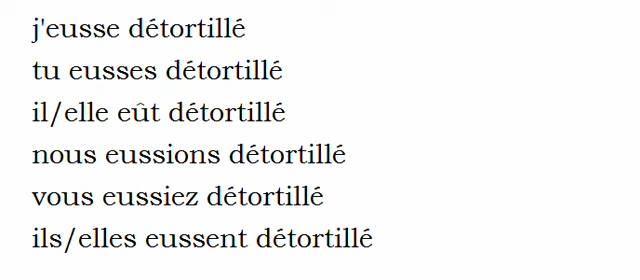 j'eusse détortillé
tu eusses détortillé
il/elle eût détortillé
nous eussions détortillé
vous eussiez détortillé
ils/elles eussent détortillé